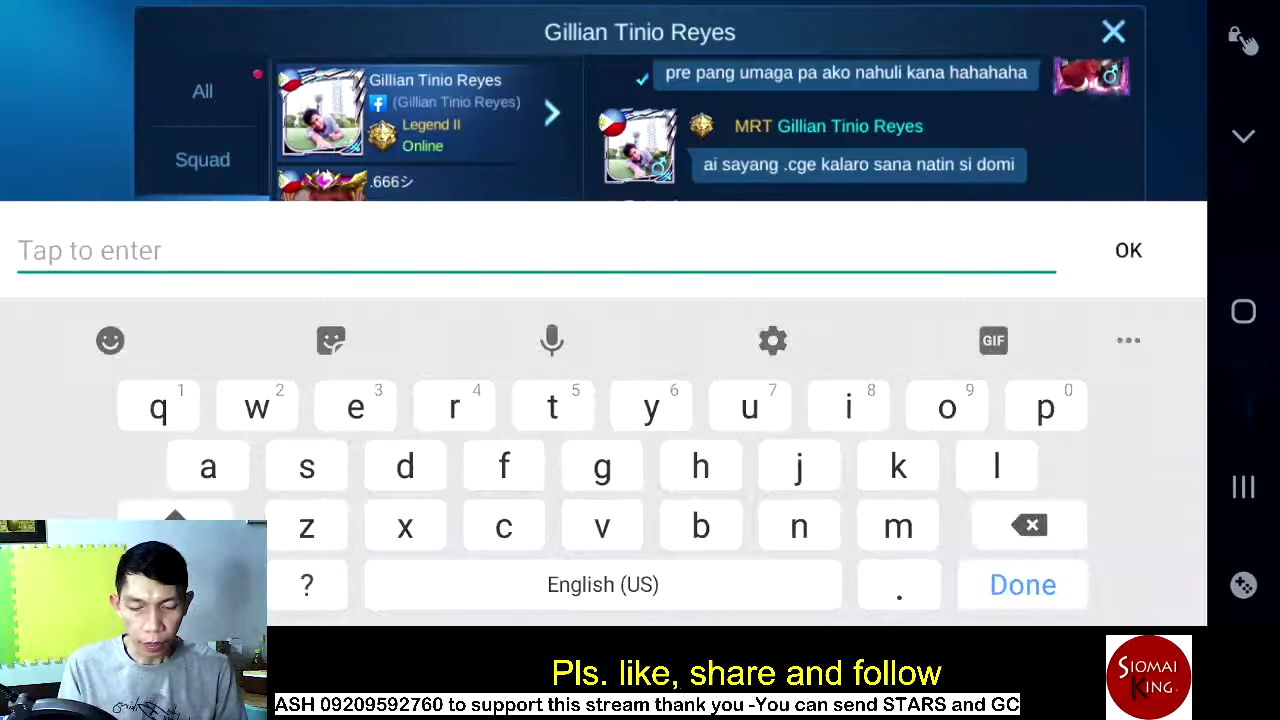 Gillian Tinio Reyes
All
Squad
Gillian Tinio Reyes
(Gillian Tinio Reyes)
Legend II
Online
.666シ
pre pang umaga pa ako nahuli kana hahahaha
MRT Gillian Tinio Reyes
ai sayang .cge kalaro sana natin si domi
Tap to enter
OK
GIF
q 1 w 2 e 3 r 4 t 5 y 6 u 7 i 8 o 9 p 0
a s d f g h j k l
z x c v b n m
? English (US) . Done
Pls. like, share and follow
ASH 09209592760 to support this stream thank you -You can send STARS and GC
SIOMAI
KING